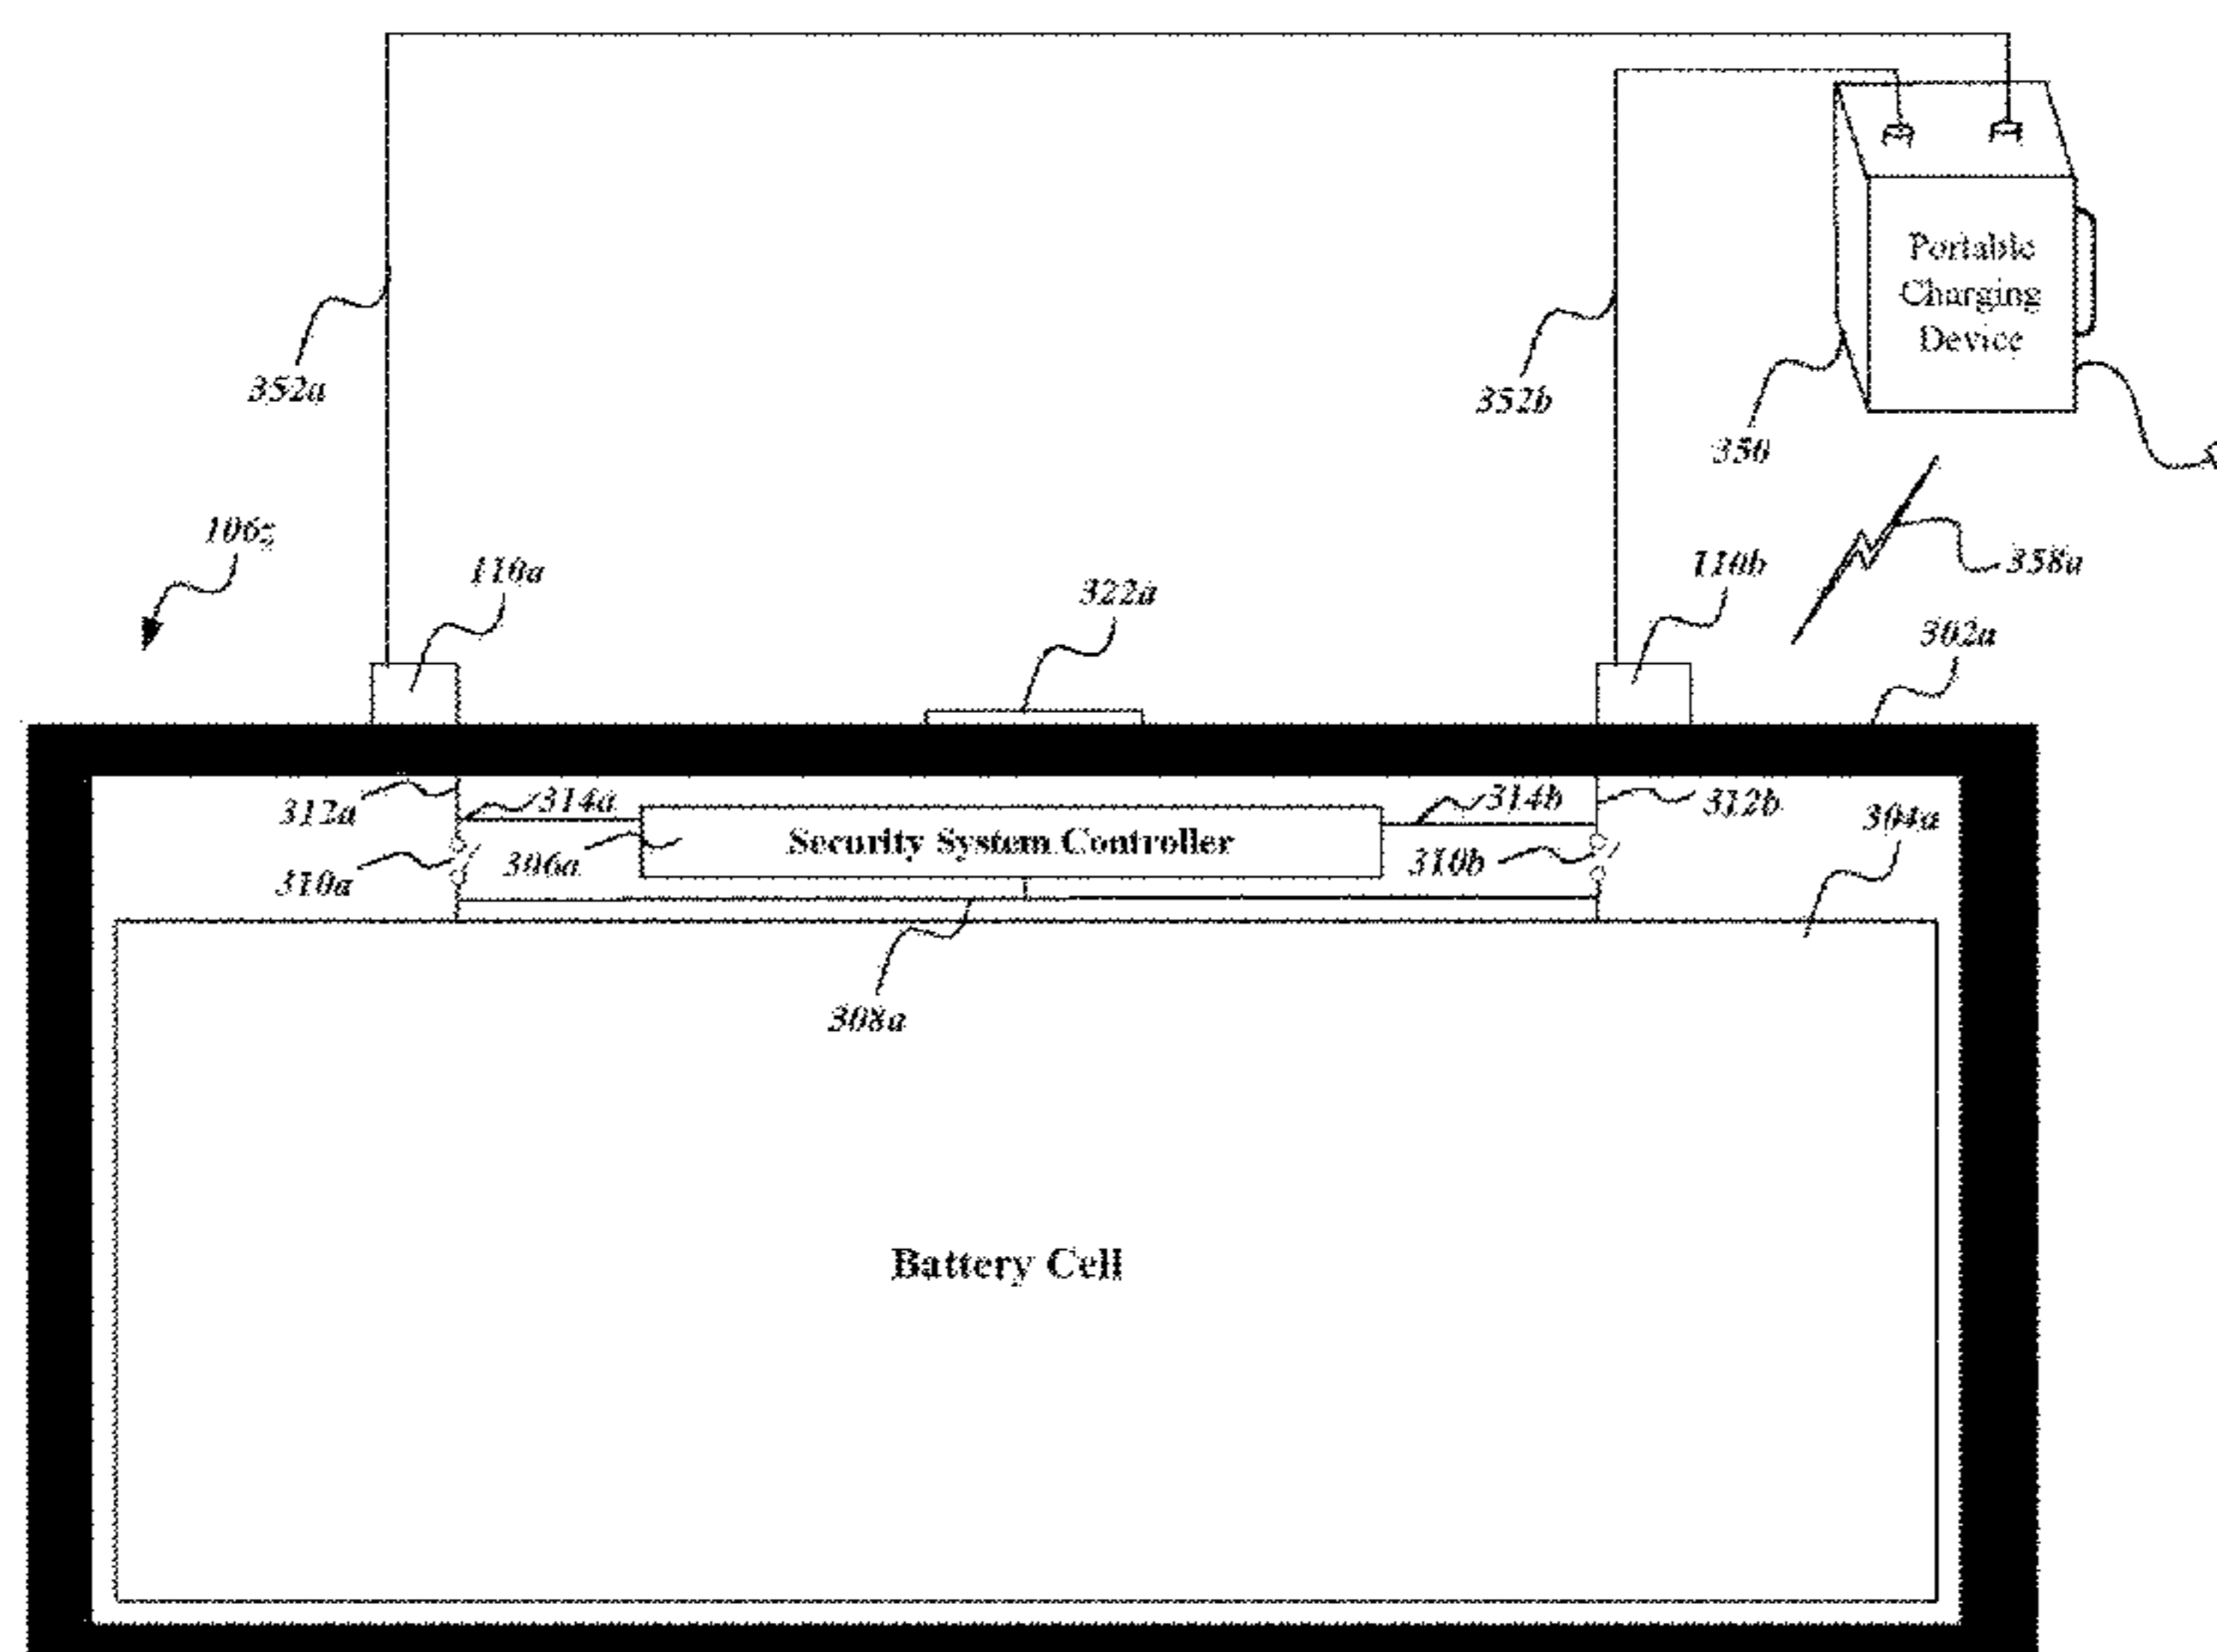 Portable
Charging
Device
352a
352b
350
106z
110a
322a
110b
358a
302a
312a
314a
314b
312b
304a
Security System Controller
310a
306a
310b
308a
Battery Cell